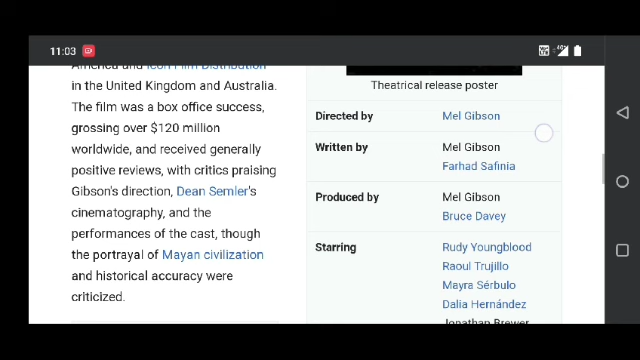 11:03
America and Icon Film Distribution
in the United Kingdom and Australia.
The film was a box office success,
grossing over $120 million
worldwide, and received generally
positive reviews, with critics praising
Gibson's direction, Dean Semler's
cinematography, and the
performances of the cast, though
the portrayal of Mayan civilization
and historical accuracy were
criticized.
Theatrical release poster
Directed by Mel Gibson
Written by Mel Gibson
Farhad Safinia
Produced by Mel Gibson
Bruce Davey
Starring Rudy Youngblood
Raoul Trujillo
Mayra Sérbulo
Dalia Hernández
Jonathan Brewer